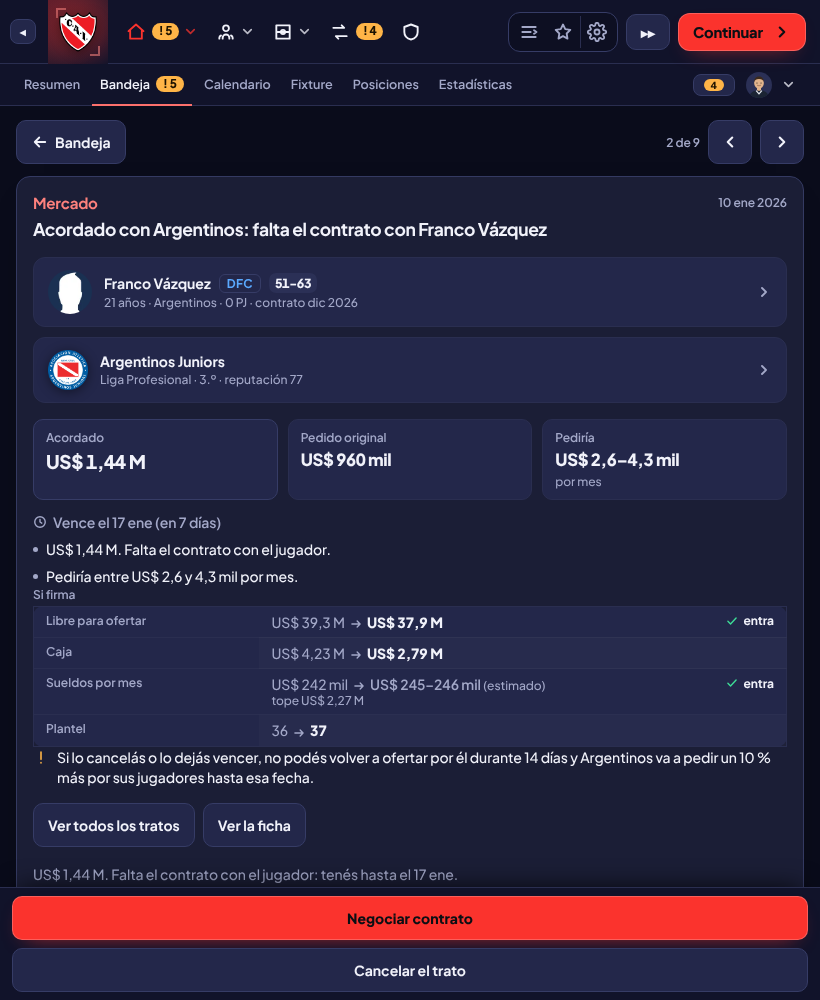 ! 5
! 4
Continuar
Resumen
Bandeja ! 5
Calendario
Fixture
Posiciones
Estadísticas
4
Bandeja
2 de 9
Mercado
10 ene 2026
Acordado con Argentinos: falta el contrato con Franco Vázquez
Franco Vázquez DFC 51–63
21 años · Argentinos · 0 PJ · contrato dic 2026
Argentinos Juniors
Liga Profesional · 3.º · reputación 77
Acordado
US$ 1,44 M
Pedido original
US$ 960 mil
Pediría
US$ 2,6–4,3 mil
por mes
Vence el 17 ene (en 7 días)
US$ 1,44 M. Falta el contrato con el jugador.
Pediría entre US$ 2,6 y 4,3 mil por mes.
Si firma
Libre para ofertar US$ 39,3 M → US$ 37,9 M ✓ entra
Caja US$ 4,23 M → US$ 2,79 M
Sueldos por mes US$ 242 mil → US$ 245–246 mil (estimado) ✓ entra
tope US$ 2,27 M
Plantel 36 → 37
! Si lo cancelás o lo dejás vencer, no podés volver a ofertar por él durante 14 días y Argentinos va a pedir un 10 %
más por sus jugadores hasta esa fecha.
Ver todos los tratos
Ver la ficha
US$ 1,44 M. Falta el contrato con el jugador: tenés hasta el 17 ene.
Negociar contrato
Cancelar el trato